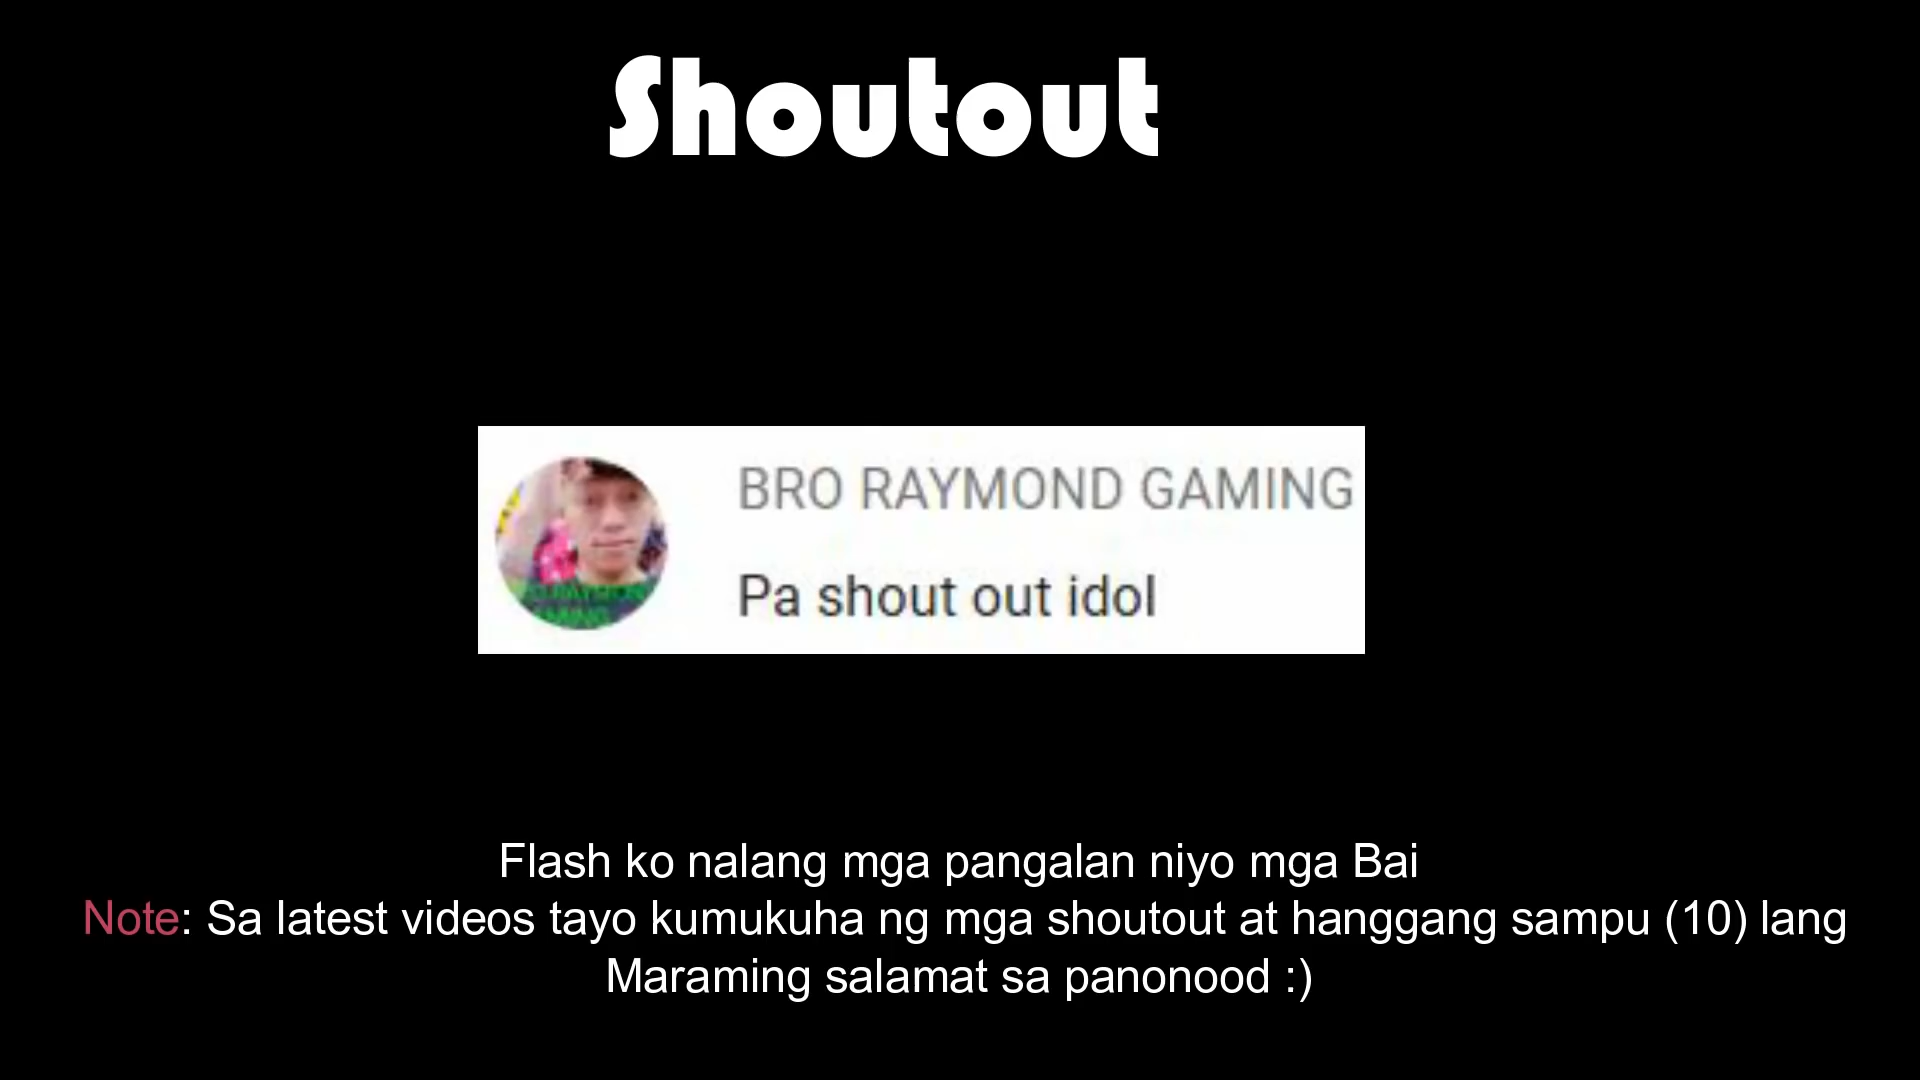 Shoutout
BRO RAYMOND GAMING
Pa shout out idol
Flash ko nalang mga pangalan niyo mga Bai
Note: Sa latest videos tayo kumukuha ng mga shoutout at hanggang sampu (10) lang
Maraming salamat sa panonood :)